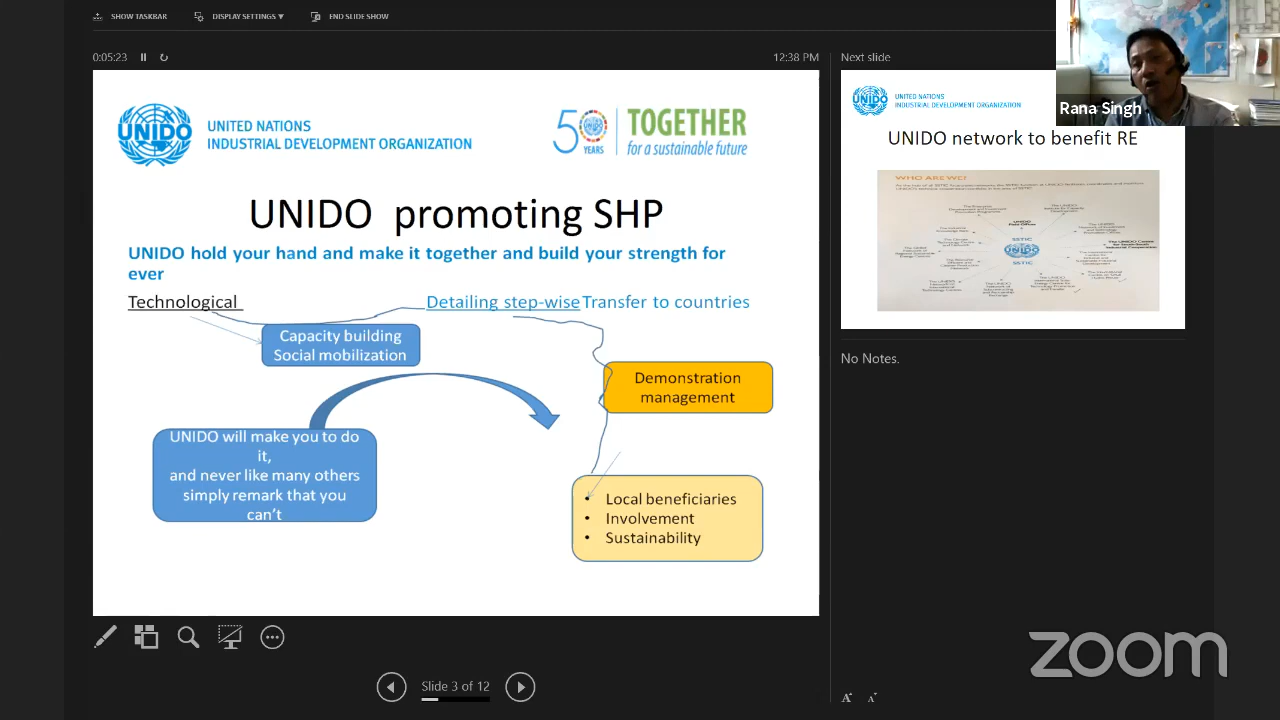 SHOW TASKBAR
DISPLAY SETTINGS ▼
END SLIDE SHOW
0:05:23
12:38 PM
UNIDO
UNITED NATIONS
INDUSTRIAL DEVELOPMENT ORGANIZATION
50
YEARS
TOGETHER
for a sustainable future
UNIDO promoting SHP
UNIDO hold your hand and make it together and build your strength for
ever
Technological
Detailing step-wise Transfer to countries
Capacity building
Social mobilization
Demonstration
management
UNIDO will make you to do
it,
and never like many others
simply remark that you
can't
• Local beneficiaries
• Involvement
• Sustainability
Slide 3 of 12
Next slide
Rana Singh
UNIDO
UNITED NATIONS
INDUSTRIAL DEVELOPMENT ORGANIZATION
UNIDO network to benefit RE
WHO ARE WE?
SSTIC
UNIDO
SSTIC
No Notes.
zoom